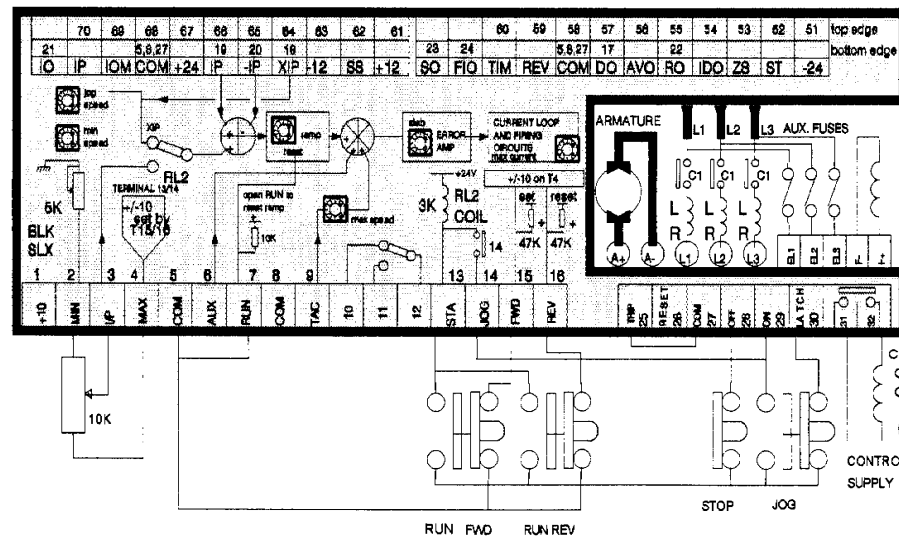 70 69 68 67 66 65 64 63 62 61 60 59 58 57 56 55 54 53 52 51 top edge
21 5,8,27 19 20 18 23 24 5,8,27 17 22 bottom edge
IO IP IOM COM +24 IP -IP XIP -12 SS +12 SO FIO TIM REV COM DO AVO RO IDO ZS ST -24
top speed
min speed
XIP
RL2
ramp
reset
stab
ERROR AMP
CURRENT LOOP
AND FIRING
CIRCUITS
max current
ARMATURE
L1 L2 L3
AUX. FUSES
C1 C1 C1
5K
BLK
SLX
TERMINAL 13/14
+/-10
set by
T15/16
open RUN to
reset ramp
10K
max speed
+24V
3K
RL2
COIL
14
+/-10 on T4
set
reset
47K 47K
L L L
R R R
A+ A- L1 L2 L3 EL1 EL2 EL3 F- F+
1 2 3 4 5 6 7 8 9 10 11 12 13 14 15 16
+10 MIN I/P MAX COM AUX RUN COM TAC STA JOG FWD REV
TRIP 25 RESET 26 COM 27 OFF 28 ON 29 LATCH 30 31 32
10K
CONTRO
SUPPLY
STOP JOG
RUN FWD RUN REV